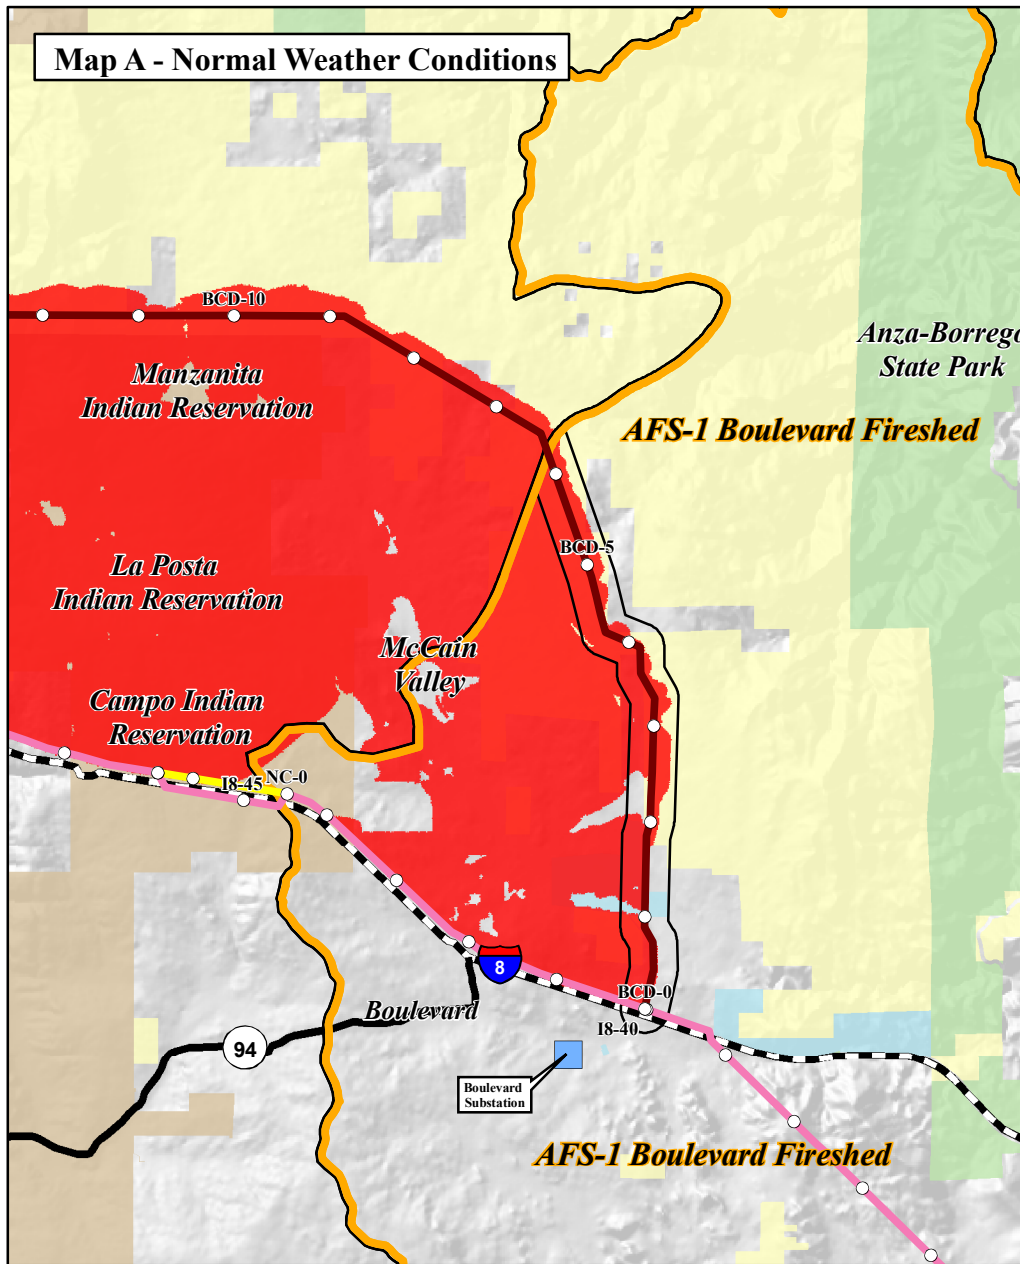 Map A - Normal Weather Conditions
BCD-10
Anza-Borrego
State Park
Manzanita
Indian Reservation
AFS-1 Boulevard Fireshed
BCD-5
La Posta
Indian Reservation
McCain
Valley
Campo Indian
Reservation
I8-45
NC-0
8
BCD-0
Boulevard
I8-40
94
Boulevard
Substation
AFS-1 Boulevard Fireshed